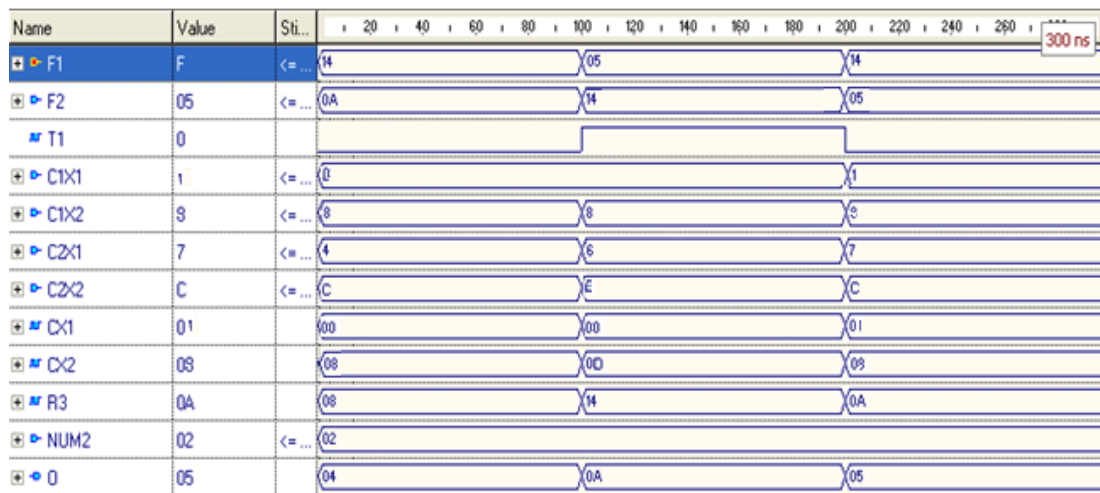 Name Value Sti... 20 40 60 80 100 120 140 160 180 200 220 240 260
300 ns
F1 F <= ... 14 05 14
F2 05 <= ... 0A 14 05
T1 0
C1X1 1 <= ... 0 1
C1X2 8 8
C2X1 7 <= ... 4 6 7
C2X2 C <= ... C E C
CX1 01 00 00 01
CX2 08 0D
R3 0A 08 14 0A
NUM2 02 <= ... 02
O 05 04 0A 05